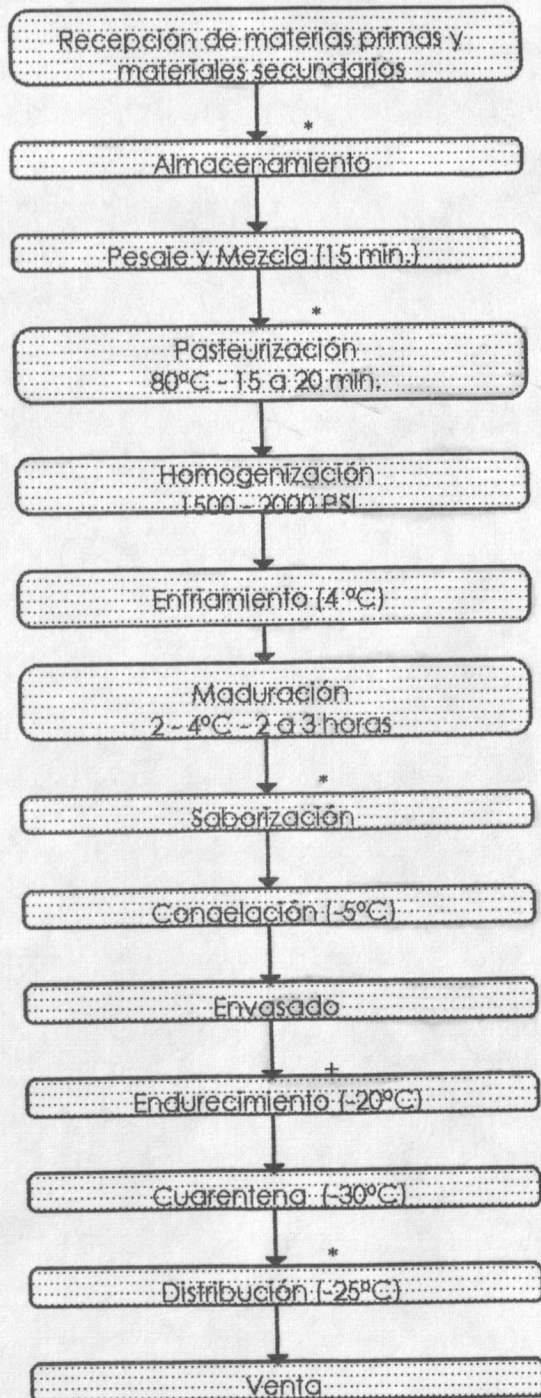 Recepción de materias primas y
materiales secundarios
*
Almacenamiento
Pesaje y Mezcla (15 min.)
*
Pasteurización
80ºC - 15 a 20 min.
Homogenización
1500 - 2000 PSI
Enfriamiento (4 ºC)
Maduración
2 - 4ºC - 2 a 3 horas
*
Saborización
Congelación (-5ºC)
Envasado
+
Endurecimiento (-20ºC)
Cuarentena (-30ºC)
*
Distribución (-25ºC)
Venta